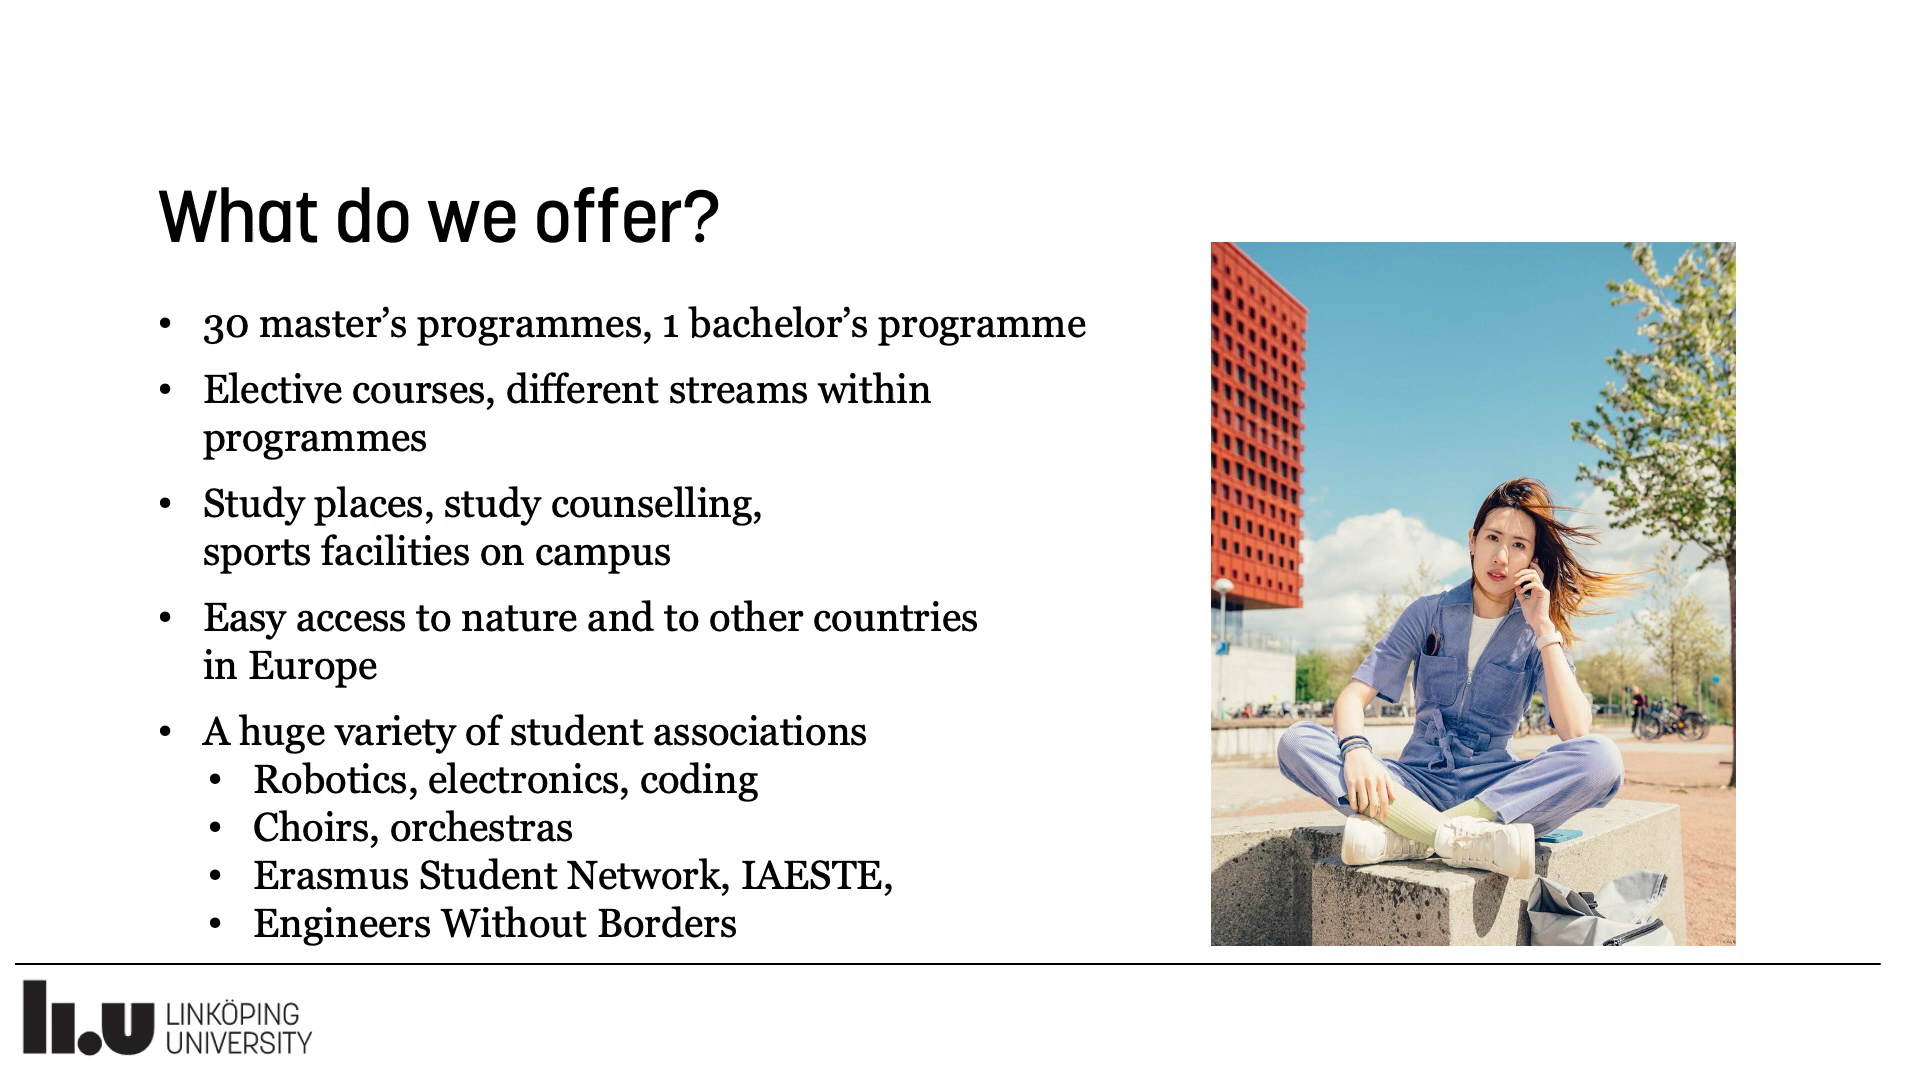 What do we offer?
• 30 master’s programmes, 1 bachelor’s programme
• Elective courses, different streams within
programmes
• Study places, study counselling,
sports facilities on campus
• Easy access to nature and to other countries
in Europe
• A huge variety of student associations
• Robotics, electronics, coding
• Choirs, orchestras
• Erasmus Student Network, IAESTE,
• Engineers Without Borders
li.u LINKÖPING
UNIVERSITY